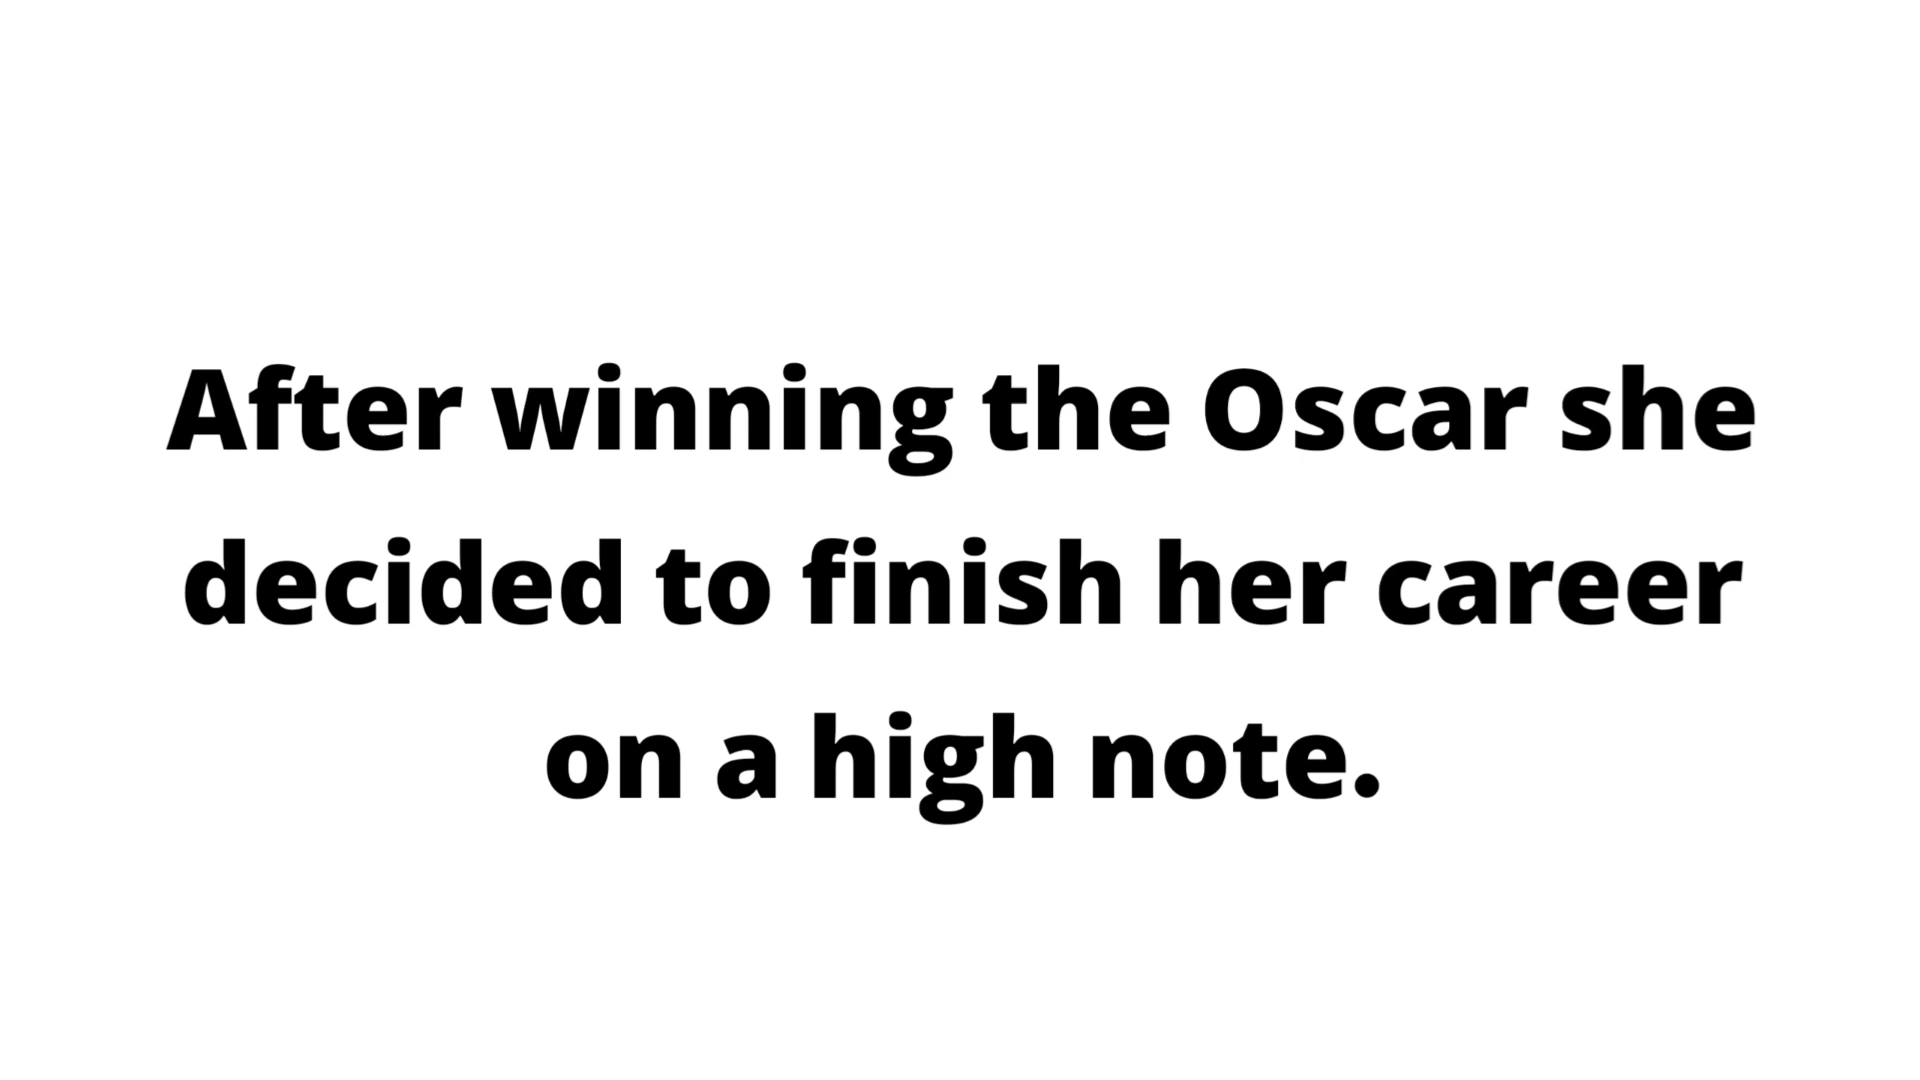 After winning the Oscar she
decided to finish her career
on a high note.